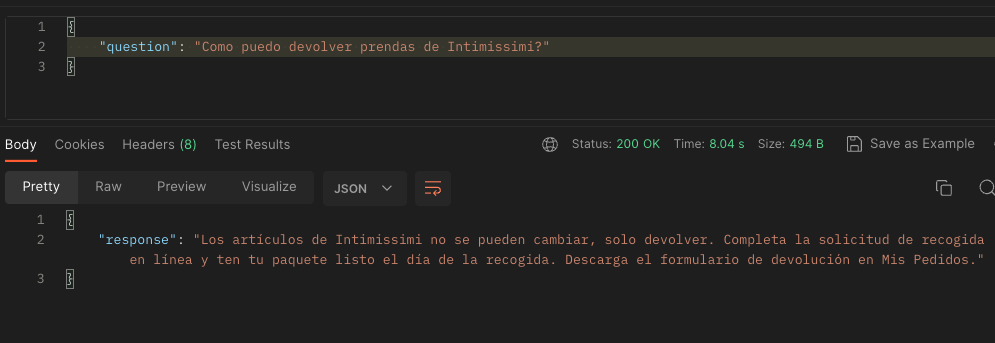 1 {
2 "question": "Como puedo devolver prendas de Intimissimi?"
3 }
Body Cookies Headers (8) Test Results Status: 200 OK Time: 8.04 s Size: 494 B Save as Example
Pretty Raw Preview Visualize JSON
1 {
2 "response": "Los artículos de Intimissimi no se pueden cambiar, solo devolver. Completa la solicitud de recogida
en línea y ten tu paquete listo el día de la recogida. Descarga el formulario de devolución en Mis Pedidos."
3 }